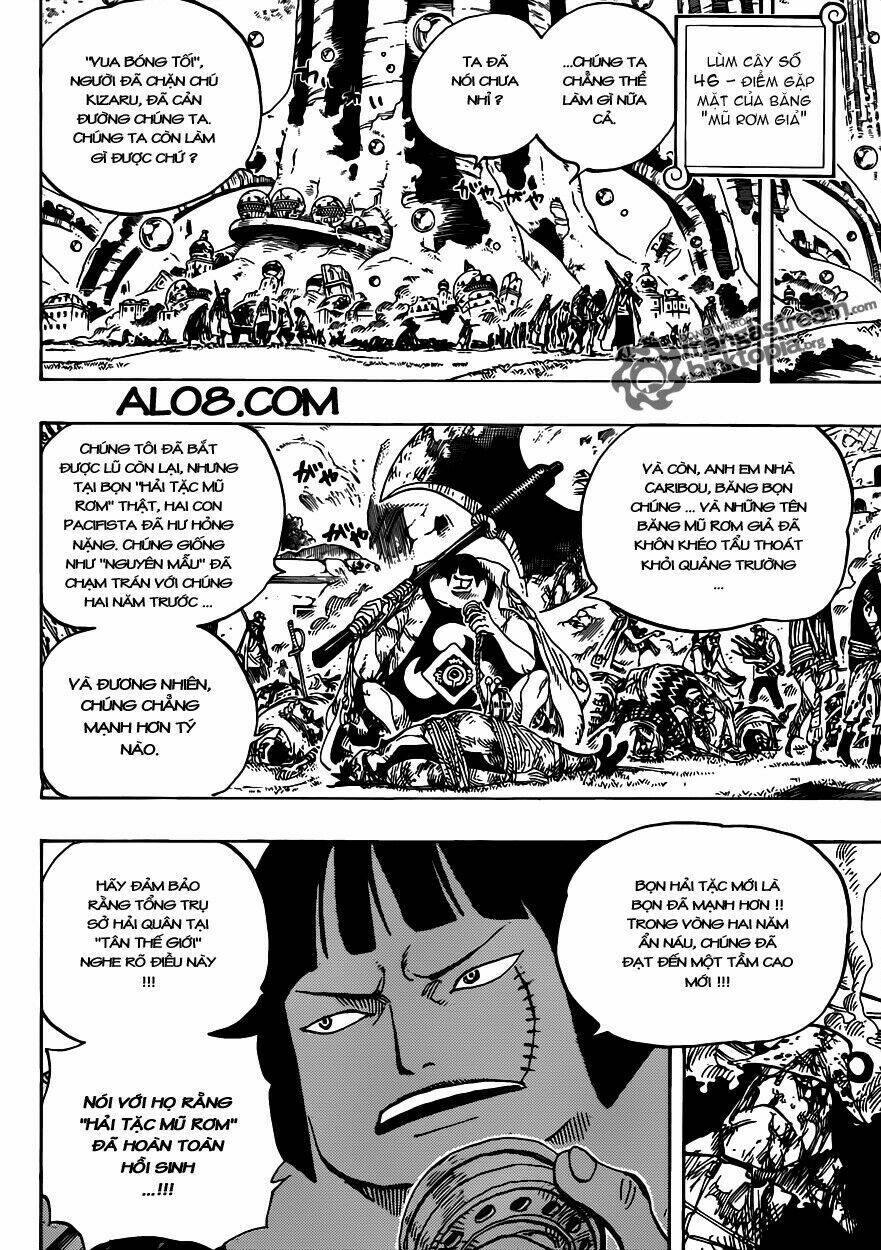 LÙM CÂY SỐ
46 - ĐIỂM GẶP
MẶT CỦA BĂNG
"MŨ RƠM GIẢ"
...CHÚNG TA
CHẲNG THỂ
LÀM GÌ NỮA
CẢ.
TA ĐÃ
NÓI CHƯA
NHỈ ?
"VUA BÓNG TỐI",
NGƯỜI ĐÃ CHẶN CHÚ
KIZARU, ĐÃ CẢN
ĐƯỜNG CHÚNG TA.
CHÚNG TA CÒN LÀM
GÌ ĐƯỢC CHỨ ?
mangastream.com
baktopia.org
ALO8.COM
VÀ CÒN, ANH EM NHÀ
CARIBOU, BĂNG BỌN
CHÚNG ... VÀ NHỮNG TÊN
BĂNG MŨ RƠM GIẢ ĐÃ
KHÔN KHÉO TẨU THOÁT
KHỎI QUẢNG TRƯỜNG
...
CHÚNG TÔI ĐÃ BẮT
ĐƯỢC LŨ CÒN LẠI, NHƯNG
TẠI BỌN "HẢI TẶC MŨ
RƠM" THẬT, HAI CON
PACIFISTA ĐÃ HƯ HỎNG
NẶNG. CHÚNG GIỐNG
NHƯ "NGUYÊN MẪU" ĐÃ
CHẠM TRÁN VỚI CHÚNG
HAI NĂM TRƯỚC ...
VÀ ĐƯƠNG NHIÊN,
CHÚNG CHẲNG
MẠNH HƠN TÝ
NÀO.
BỌN HẢI TẶC MỚI LÀ
BỌN ĐÃ MẠNH HƠN !!
TRONG VÒNG HAI NĂM
ẨN NÁU, CHÚNG ĐÃ
ĐẠT ĐẾN MỘT TẦM CAO
MỚI !!!
HÃY ĐẢM BẢO
RẰNG TỔNG TRỤ
SỞ HẢI QUÂN TẠI
"TÂN THẾ GIỚI"
NGHE RÕ ĐIỀU NÀY
!!!
NÓI VỚI HỌ RẰNG
"HẢI TẶC MŨ RƠM"
ĐÃ HOÀN TOÀN
HỒI SINH
...!!!